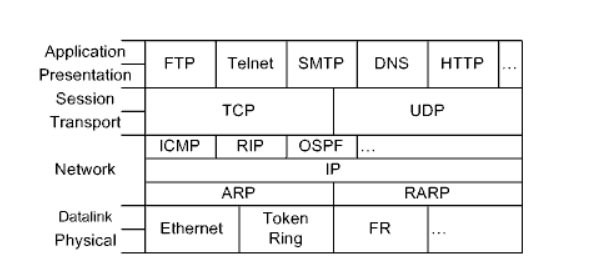 Application
Presentation
FTP Telnet SMTP DNS HTTP ...
Session
Transport
TCP UDP
Network
ICMP RIP OSPF ...
IP
ARP RARP
Datalink
Physical
Ethernet Token Ring FR ...